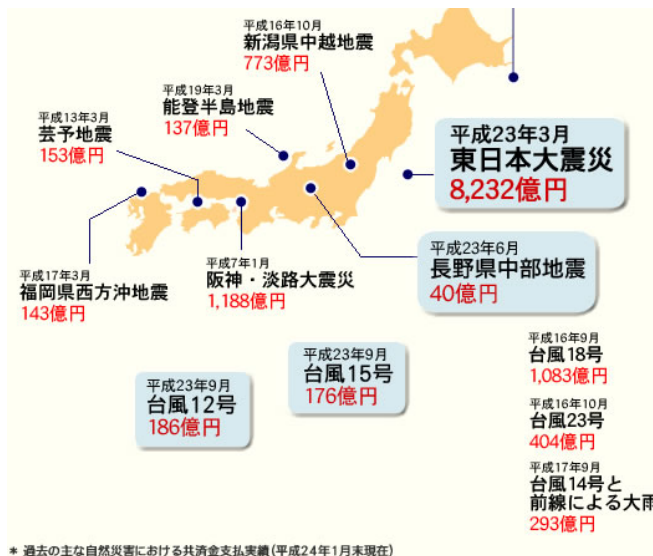 平成16年10月
新潟県中越地震
773億円
平成19年3月
能登半島地震
137億円
平成13年3月
芸予地震
153億円
平成23年3月
東日本大震災
8,232億円
平成23年6月
長野県中部地震
40億円
平成7年1月
阪神・淡路大震災
1,188億円
平成17年3月
福岡県西方沖地震
143億円
平成23年9月
台風15号
176億円
平成23年9月
台風12号
186億円
平成16年9月
台風18号
1,083億円
平成16年10月
台風23号
404億円
平成17年9月
台風14号と
前線による大雨
293億円
* 過去の主な自然災害における共済金支払実績(平成24年1月末現在)